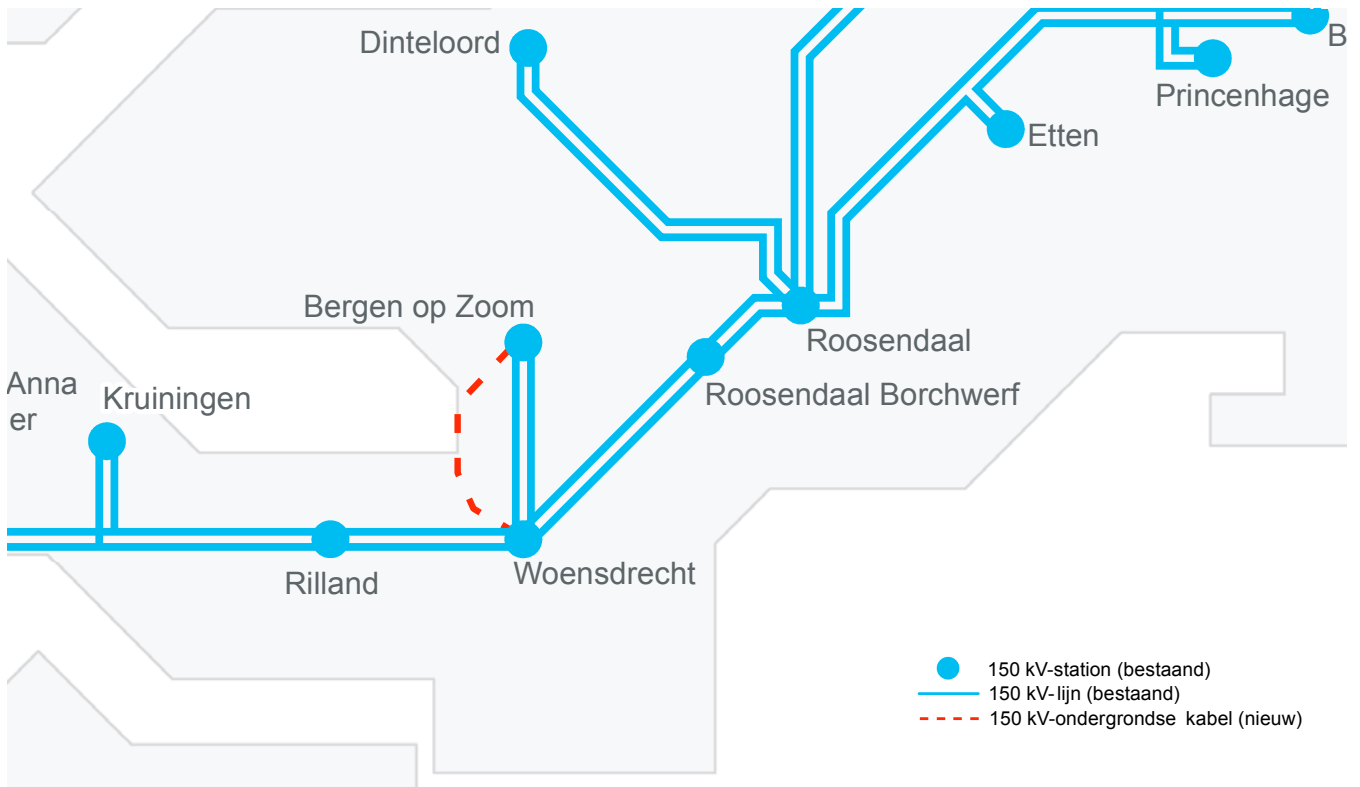 Dinteloord
B
Princenhage
Etten
Bergen op Zoom
Roosendaal
Anna
er
Kruiningen
Roosendaal Borchwerf
Rilland
Woensdrecht
150 kV-station (bestaand)
150 kV-lijn (bestaand)
150 kV-ondergrondse kabel (nieuw)